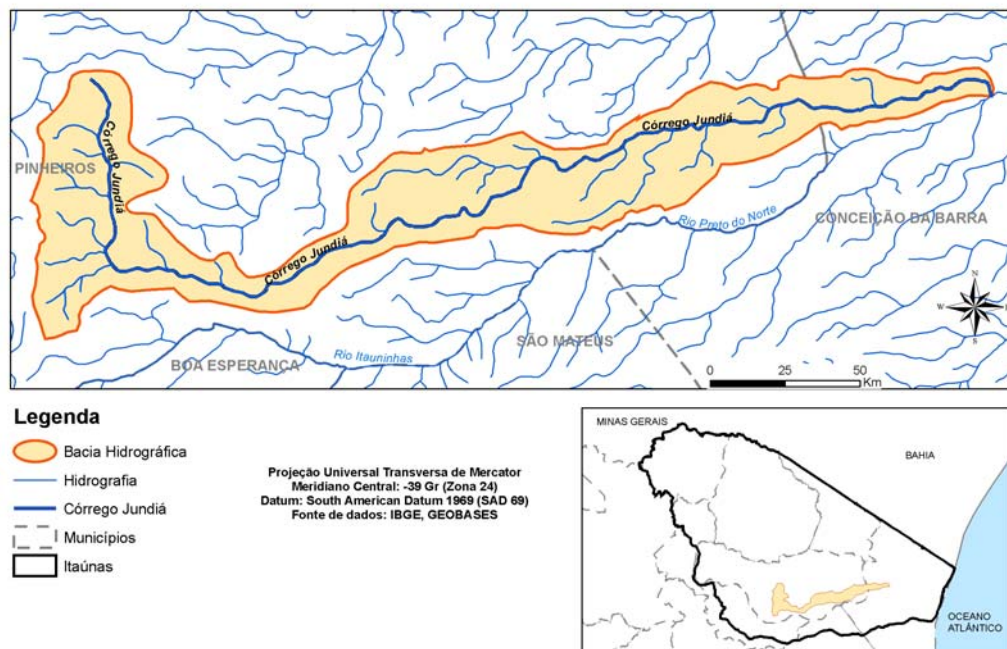 Córrego Jundiá
PINHEIROS
Córrego Jundiá
Rio Preto do Norte
CONCEIÇÃO DA BARRA
Córrego Jundiá
N
W
S
SÃO MATEUS
Rio Itauninhas
BOA ESPERANÇA
0 25 50
Km
Legenda
Bacia Hidrográfica
Hidrografia
Córrego Jundiá
Municípios
Itaúnas
Projeção Universal Transversa de Mercator
Meridiano Central: -39 Gr (Zona 24)
Datum: South American Datum 1969 (SAD 69)
Fonte de dados: IBGE, GEOBASES
MINAS GERAIS
BAHIA
OCEANO
ATLÂNTICO